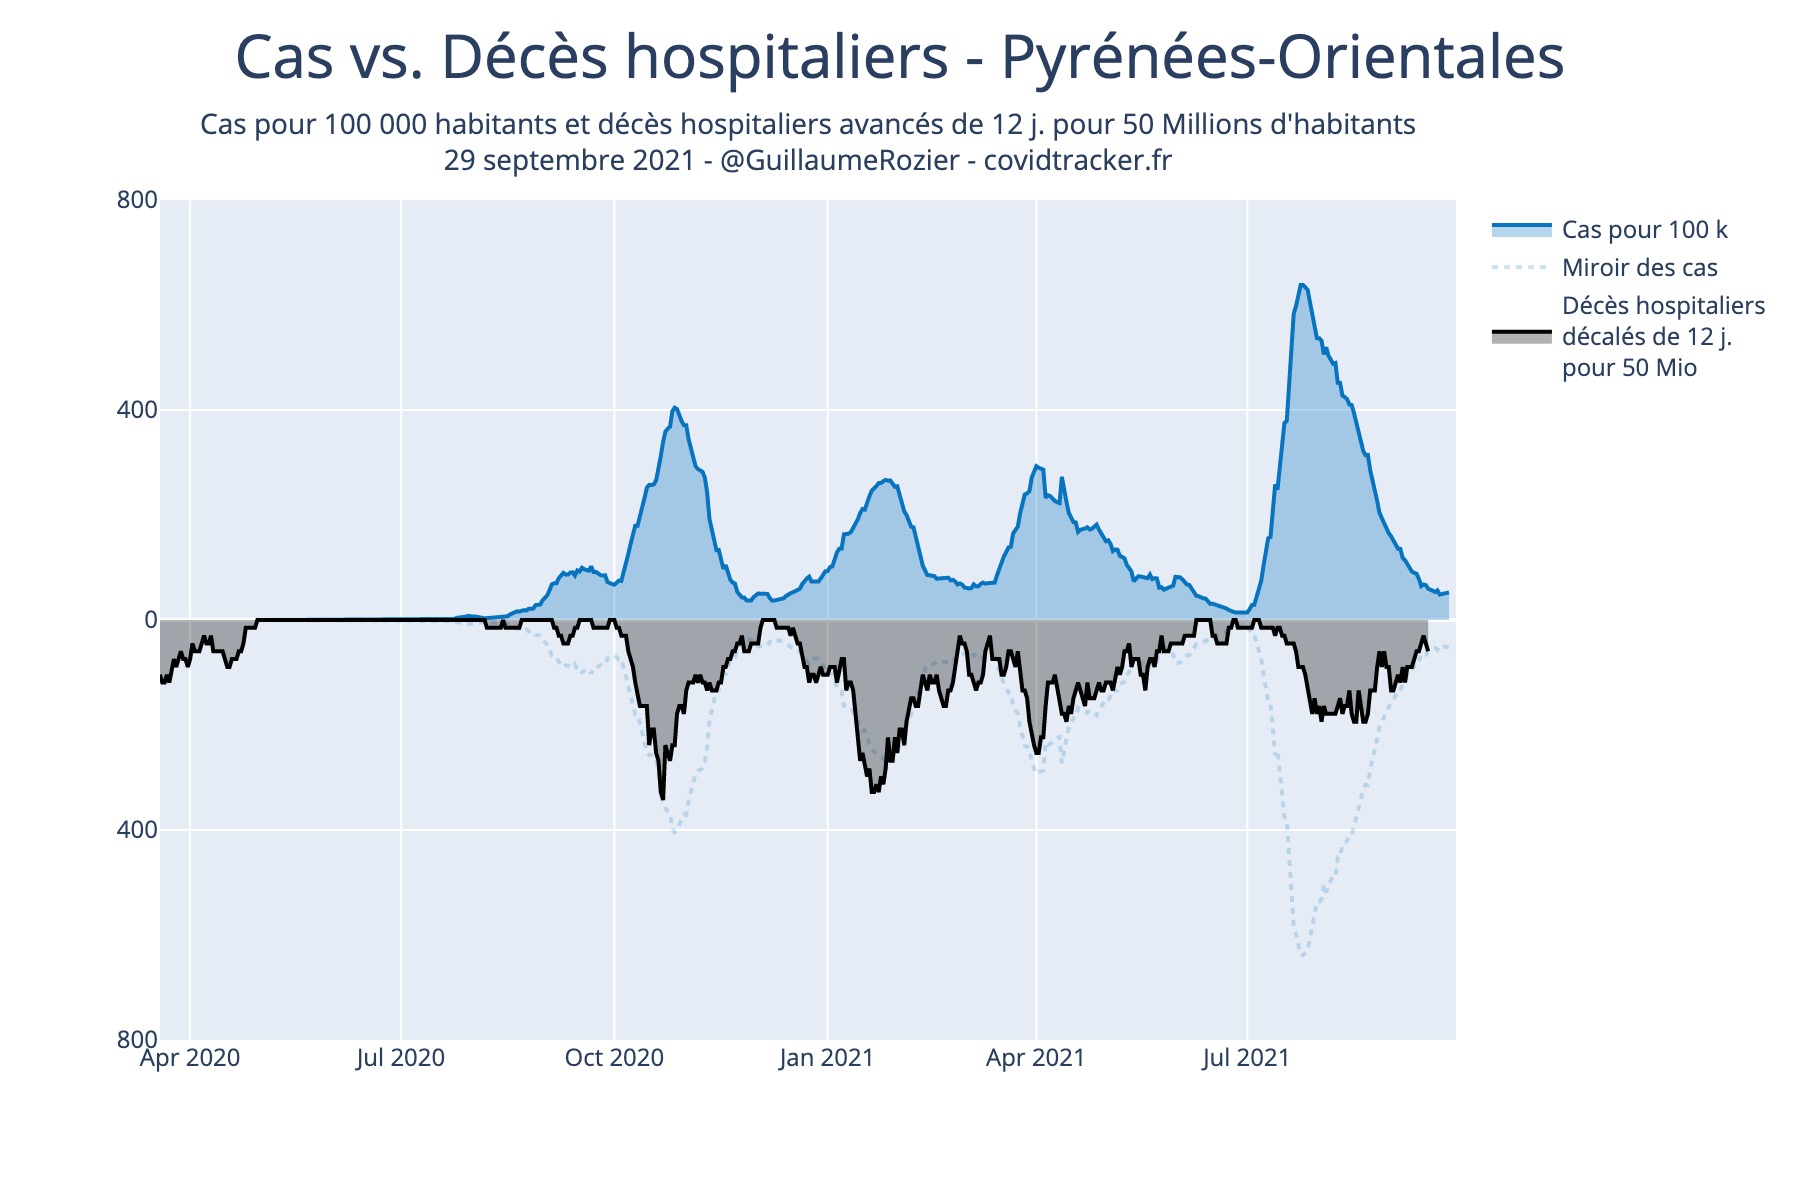 Cas vs. Décès hospitaliers - Pyrénées-Orientales
Cas pour 100 000 habitants et décès hospitaliers avancés de 12 j. pour 50 Millions d'habitants
29 septembre 2021 - @GuillaumeRozier - covidtracker.fr
800
400
0
400
800
Apr 2020
Jul 2020
Oct 2020
Jan 2021
Apr 2021
Jul 2021
Cas pour 100 k
Miroir des cas
Décès hospitaliers
décalés de 12 j.
pour 50 Mio